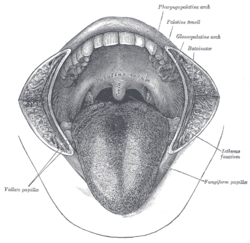 Pharyngopalatine arch
Palatine tonsil
Glossopalatine arch
Buccinator
Isthmus
faucium
Fungiform papillæ
Vallate papillæ